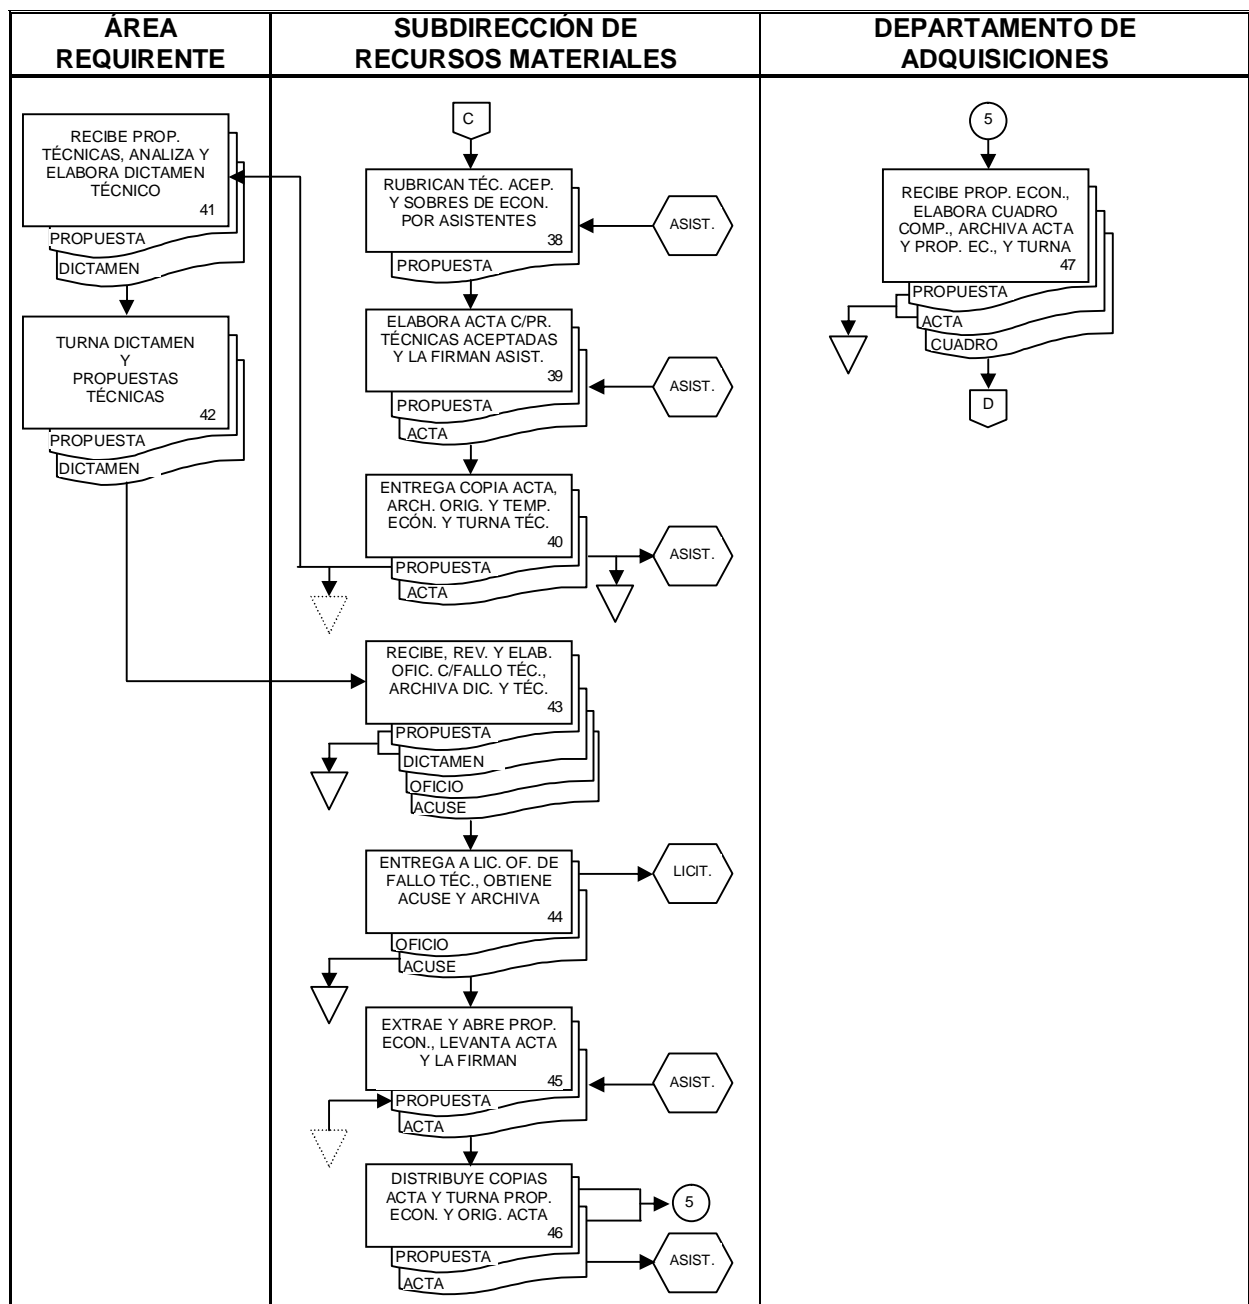 ÁREA
REQUIRENTE
SUBDIRECCIÓN DE
RECURSOS MATERIALES
DEPARTAMENTO DE
ADQUISICIONES
RECIBE PROP.
TÉCNICAS, ANALIZA Y
ELABORA DICTAMEN
TÉCNICO
41
PROPUESTA
DICTAMEN
TURNA DICTAMEN
Y
PROPUESTAS
TÉCNICAS
42
PROPUESTA
DICTAMEN
C
RUBRICAN TÉC. ACEP.
Y SOBRES DE ECON.
POR ASISTENTES
38
PROPUESTA
ASIST.
ELABORA ACTA C/PR.
TÉCNICAS ACEPTADAS
Y LA FIRMAN ASIST.
39
PROPUESTA
ACTA
ASIST.
ENTREGA COPIA ACTA,
ARCH. ORIG. Y TEMP.
ECÓN. Y TURNA TÉC.
40
PROPUESTA
ACTA
ASIST.
RECIBE, REV. Y ELAB.
OFIC. C/FALLO TÉC.,
ARCHIVA DIC. Y TÉC.
43
PROPUESTA
DICTAMEN
OFICIO
ACUSE
ENTREGA A LIC. OF. DE
FALLO TÉC., OBTIENE
ACUSE Y ARCHIVA
44
OFICIO
ACUSE
LICIT.
EXTRAE Y ABRE PROP.
ECON., LEVANTA ACTA
Y LA FIRMAN
45
PROPUESTA
ACTA
ASIST.
DISTRIBUYE COPIAS
ACTA Y TURNA PROP.
ECON. Y ORIG. ACTA
46
PROPUESTA
ACTA
5
ASIST.
5
RECIBE PROP. ECON.,
ELABORA CUADRO
COMP., ARCHIVA ACTA
Y PROP. EC., Y TURNA
47
PROPUESTA
ACTA
CUADRO
D